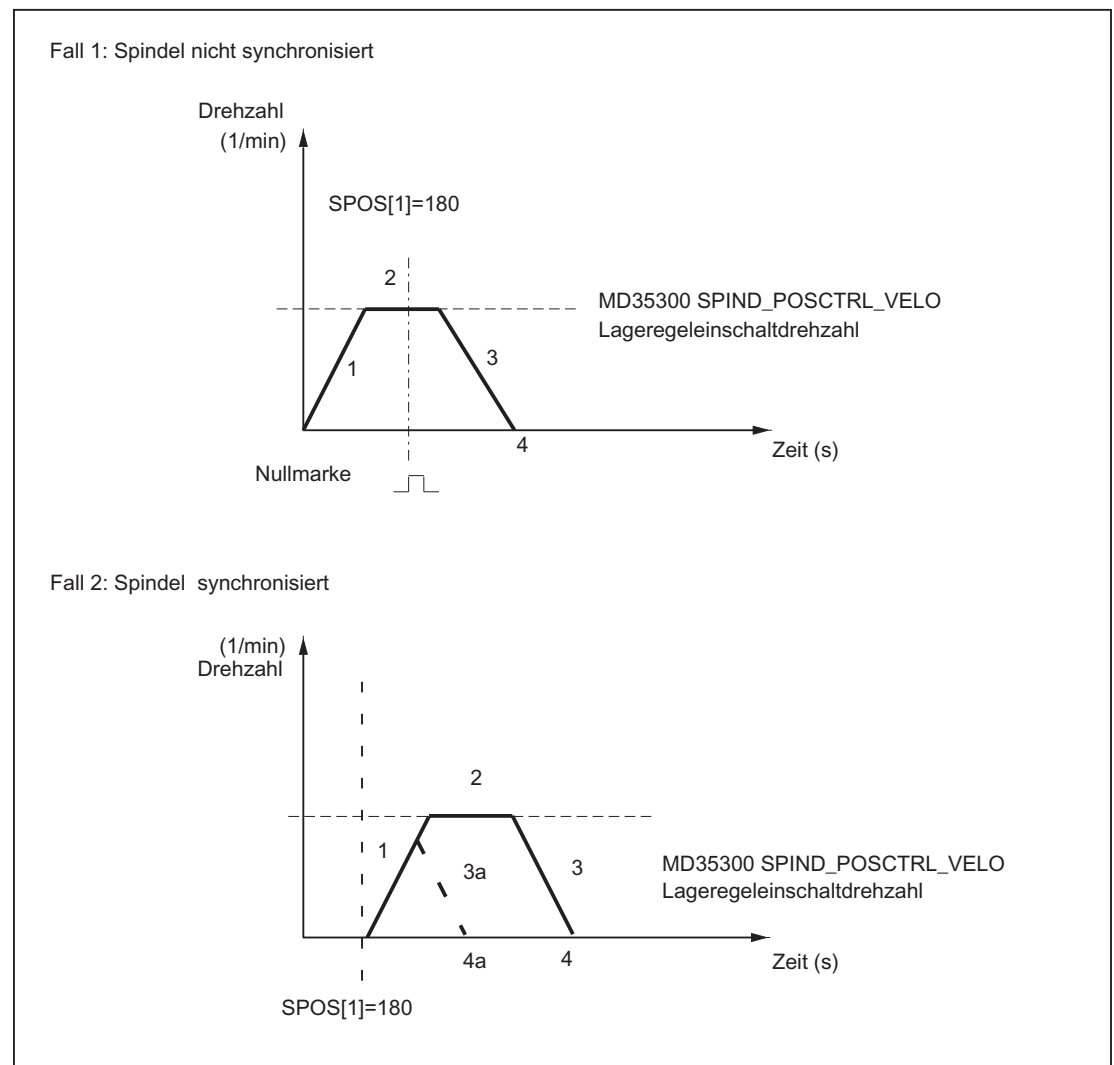 Fall 1: Spindel nicht synchronisiert
Drehzahl
(1/min)
SPOS[1]=180
2
MD35300 SPIND_POSCTRL_VELO
Lageregeleinschaltdrehzahl
1
3
4
Zeit (s)
Nullmarke
Fall 2: Spindel synchronisiert
(1/min)
Drehzahl
2
1
3a
3
MD35300 SPIND_POSCTRL_VELO
Lageregeleinschaltdrehzahl
4a
4
Zeit (s)
SPOS[1]=180